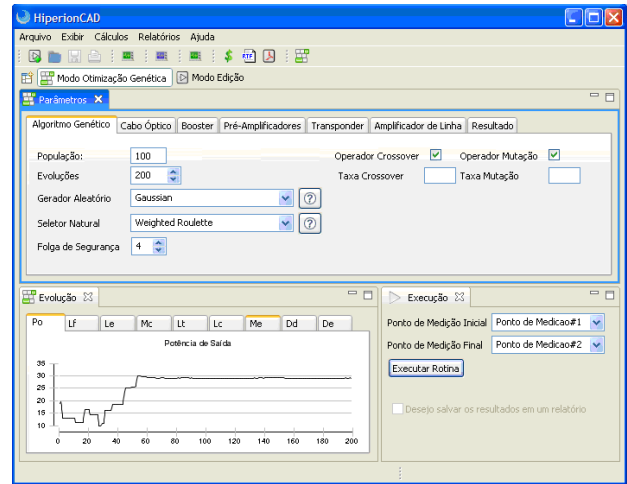 HiperionCAD
Arquivo Exibir Cálculos Relatórios Ajuda
Modo Otimização Genética Modo Edição
Parâmetros
Algoritmo Genético Cabo Óptico Booster Pré-Amplificadores Transponder Amplificador de Linha Resultado
População: 100 Operador Crossover Operador Mutação
Evoluções 200 Taxa Crossover Taxa Mutação
Gerador Aleatório Gaussian
Seletor Natural Weighted Roulette
Folga de Segurança 4
Evolução
Po Lf Le Mc Lt Lc Me Dd De
Potência de Saída
35
30
25
20
15
10
0 20 40 60 80 100 120 140 160 180 200
Execução
Ponto de Medição Inicial Ponto de Medicao#1
Ponto de Medição Final Ponto de Medicao#2
Executar Rotina
Desejo salvar os resultados em um relatório